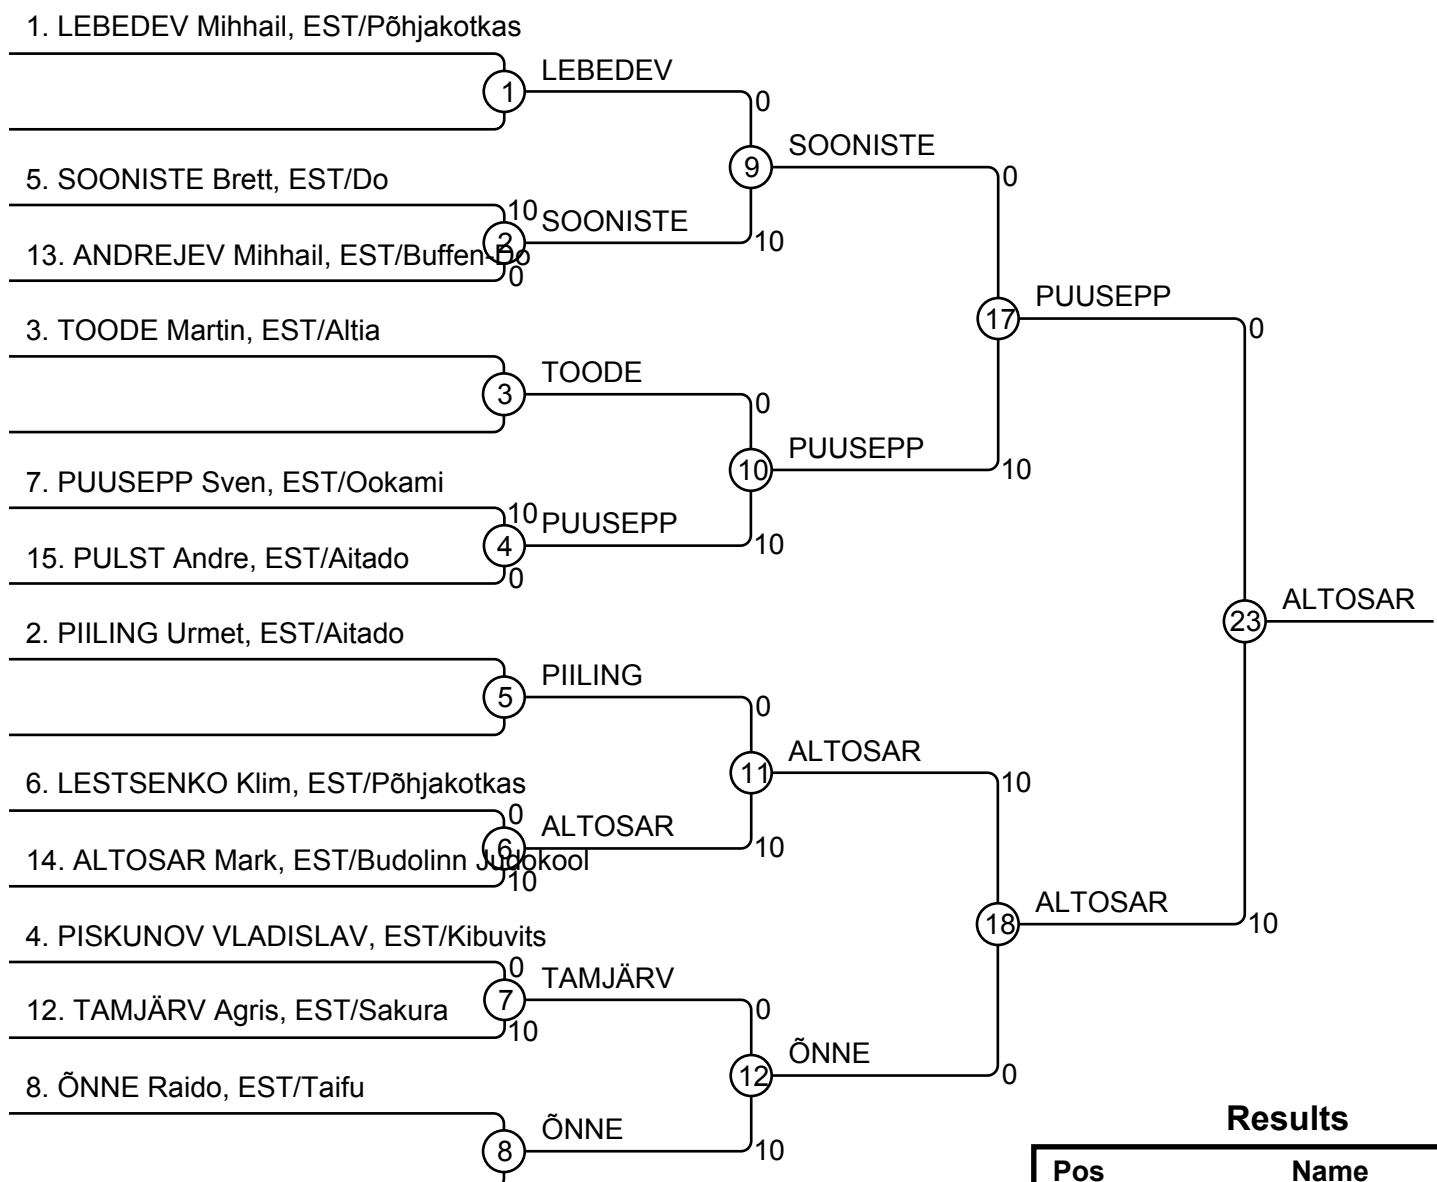 1. LEBEDEV Mihhail, EST/Põhjakotkas
1
LEBEDEV
0
5. SOONISTE Brett, EST/Do
10
2
SOONISTE
10
13. ANDREJEV Mihhail, EST/Buffen-Do
0
9
SOONISTE
0
3. TOODE Martin, EST/Altia
3
TOODE
0
7. PUUSEPP Sven, EST/Ookami
10
4
PUUSEPP
10
15. PULST Andre, EST/Aitado
0
10
PUUSEPP
10
17
PUUSEPP
0
2. PIILING Urmet, EST/Aitado
5
PIILING
0
6. LESTSENKO Klim, EST/Põhjakotkas
0
6
ALTOSAR
10
14. ALTOSAR Mark, EST/Budolinn Judokool
10
11
ALTOSAR
10
4. PISKUNOV VLADISLAV, EST/Kibuvits
0
7
TAMJÄRV
0
12. TAMJÄRV Agris, EST/Sakura
10
8. ÕNNE Raido, EST/Taifu
8
ÕNNE
10
12
ÕNNE
0
18
ALTOSAR
10
23
ALTOSAR
Results
Pos Name